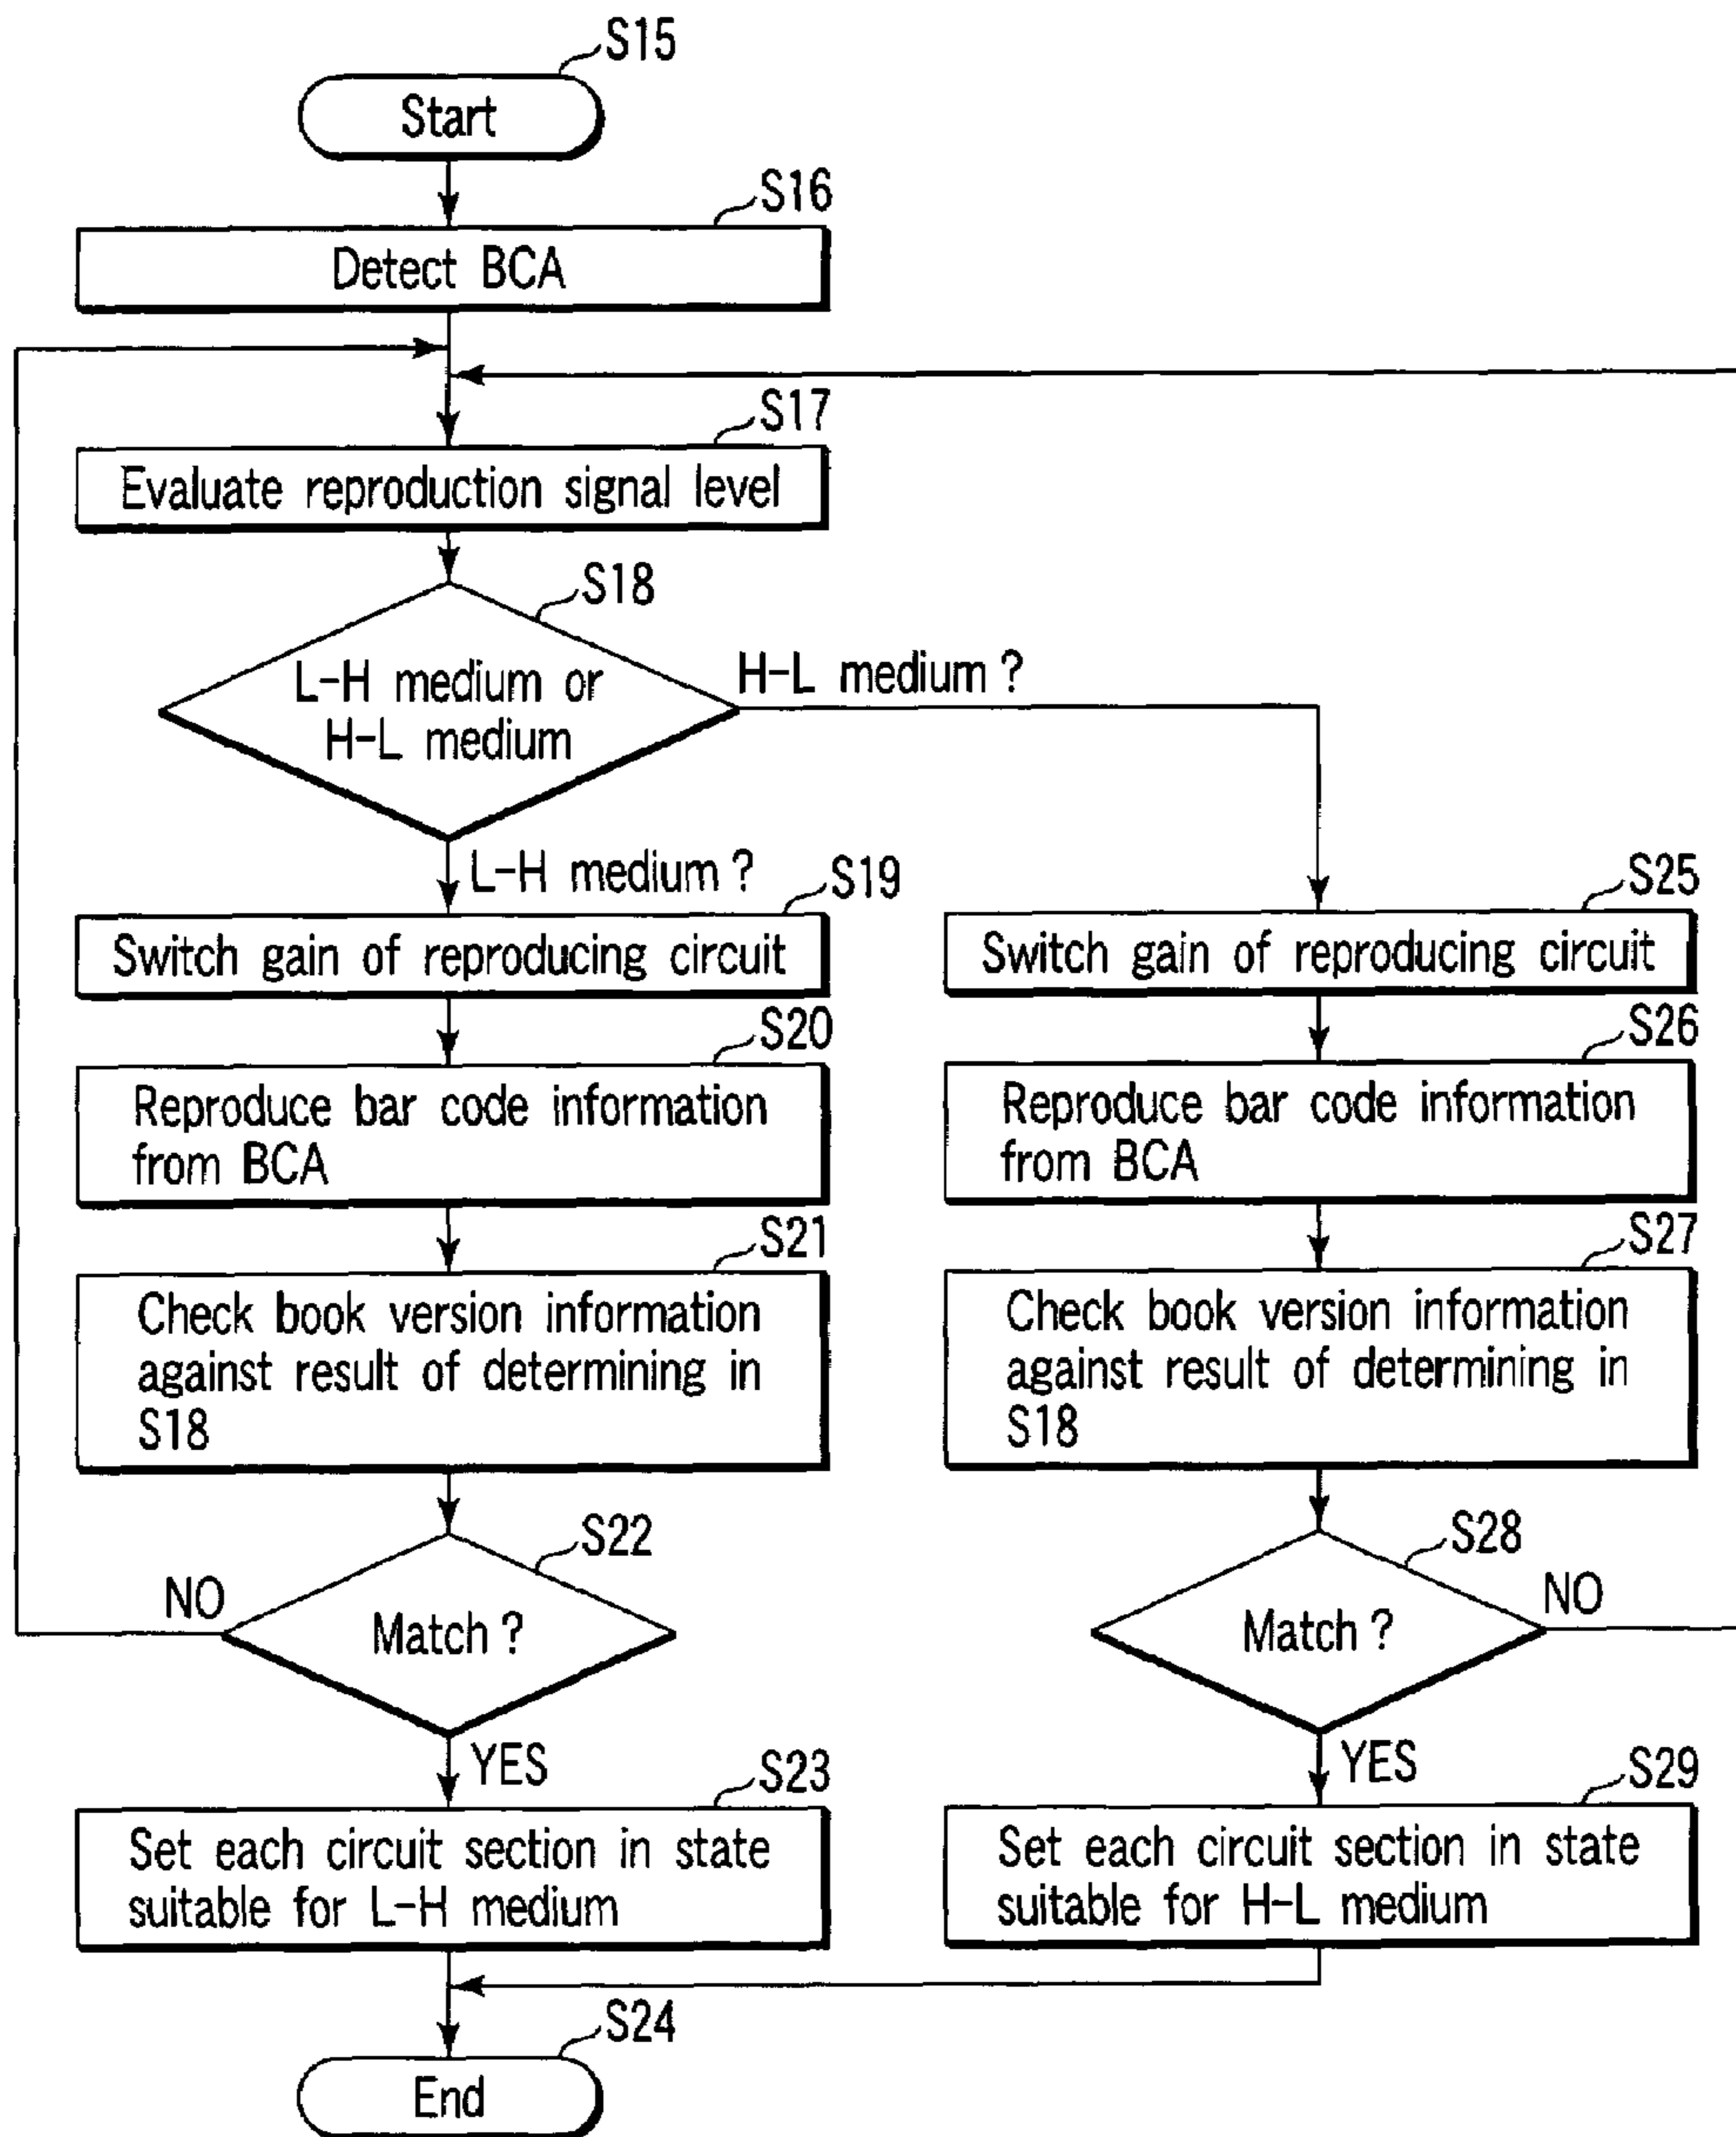 S15
Start
S16
Detect BCA
S17
Evaluate reproduction signal level
S18
L-H medium or
H-L medium
H-L medium ?
L-H medium ?
S19
Switch gain of reproducing circuit
S20
Reproduce bar code information
from BCA
S21
Check book version information
against result of determining in
S18
S22
NO
Match ?
YES
S23
Set each circuit section in state
suitable for L-H medium
S24
End
S25
Switch gain of reproducing circuit
S26
Reproduce bar code information
from BCA
S27
Check book version information
against result of determining in
S18
S28
NO
Match ?
YES
S29
Set each circuit section in state
suitable for H-L medium